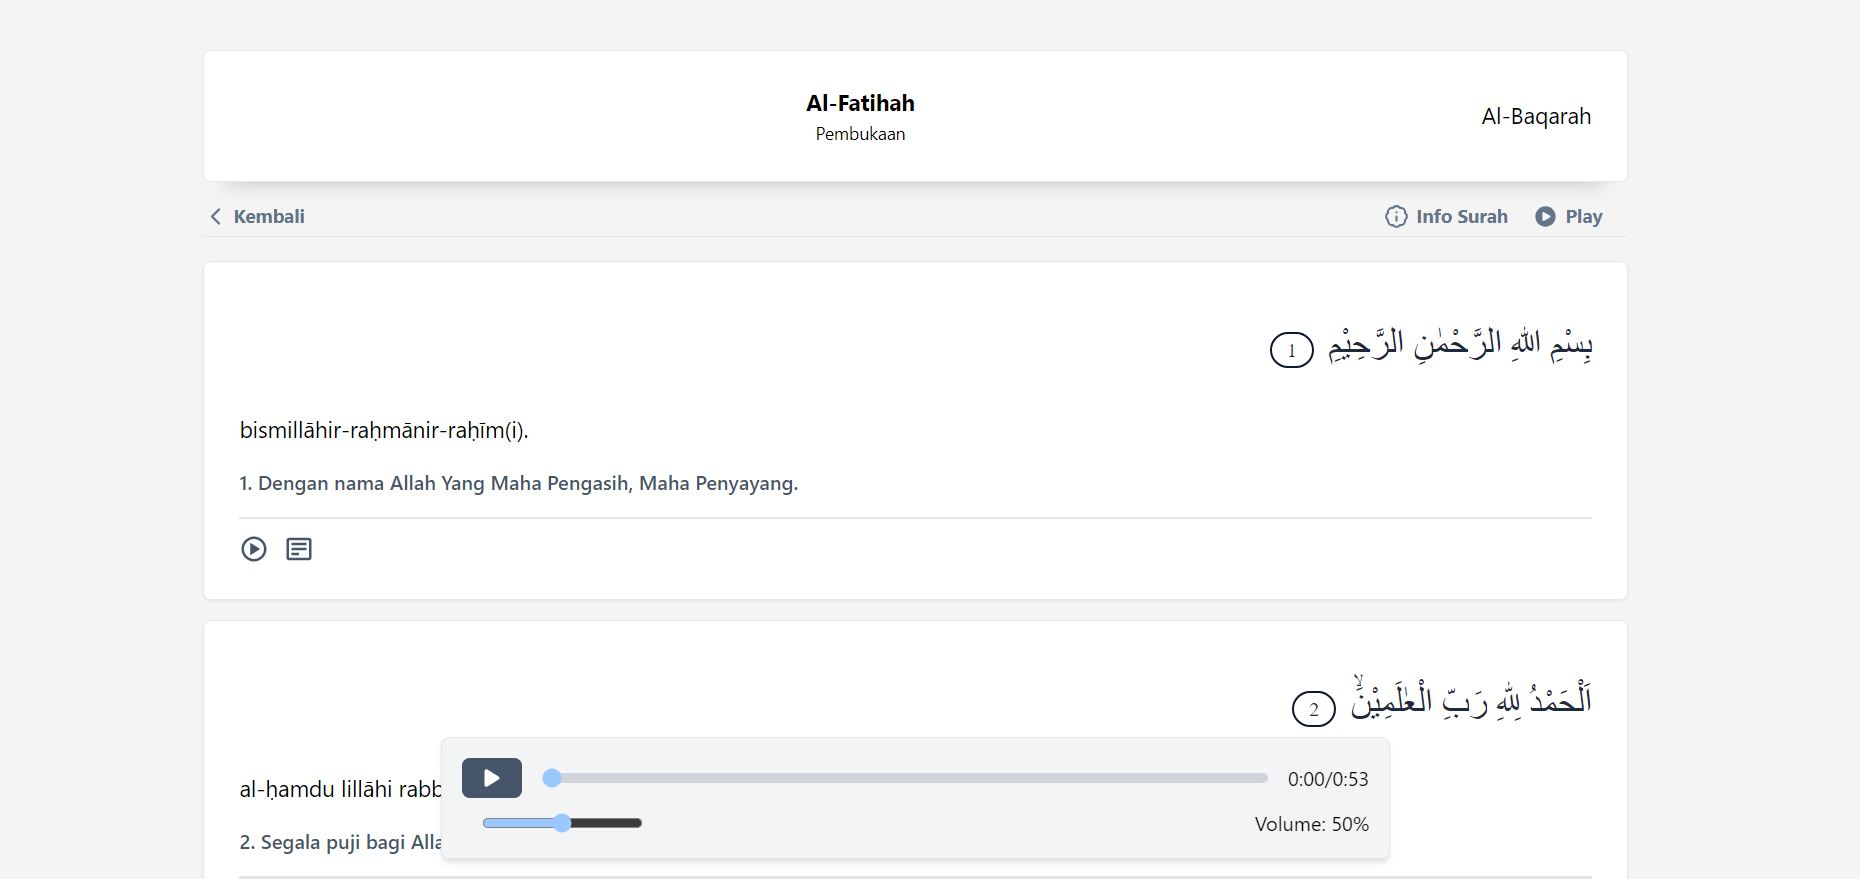 Al-Fatihah
Pembukaan
Al-Baqarah
Kembali
Info Surah
Play
بِسْمِ اللّٰهِ الرَّحْمٰنِ الرَّحِيْمِ 1
bismillāhir-raḥmānir-raḥīm(i).
1. Dengan nama Allah Yang Maha Pengasih, Maha Penyayang.
اَلْحَمْدُ لِلّٰهِ رَبِّ الْعٰلَمِيْنَۙ 2
al-ḥamdu lillāhi rabb
2. Segala puji bagi Alla
0:00/0:53
Volume: 50%